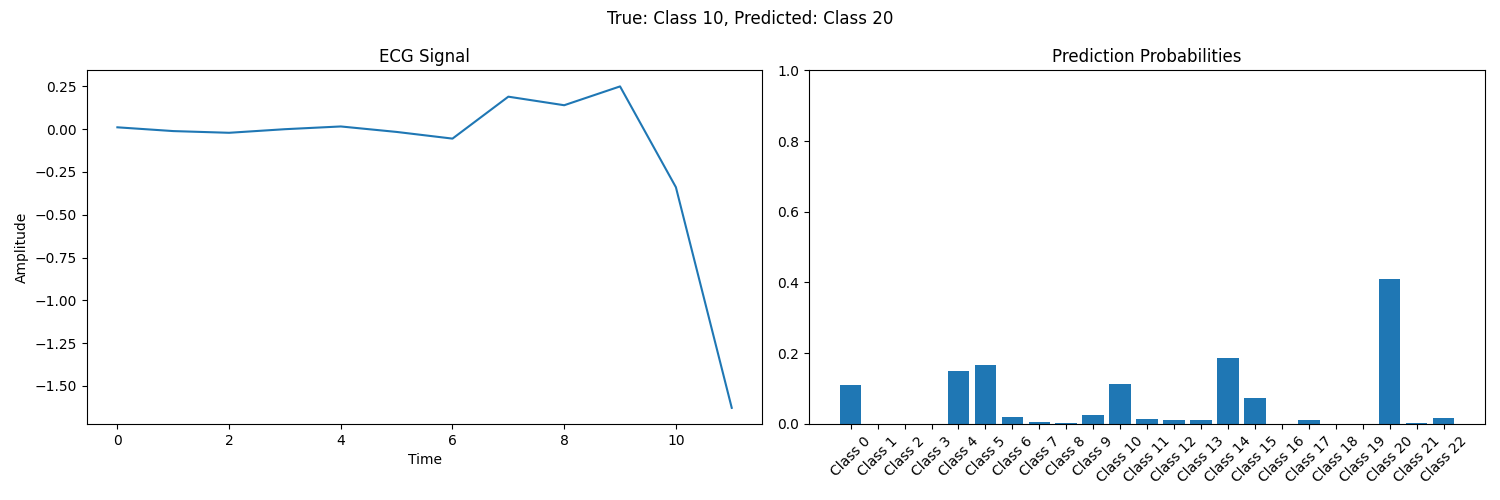 True: Class 10, Predicted: Class 20
ECG Signal
0.25
0.00
−0.25
−0.50
−0.75
−1.00
−1.25
−1.50
Amplitude
0 2 4 6 8 10
Time
Prediction Probabilities
1.0
0.8
0.6
0.4
0.2
0.0
Class 0 Class 1 Class 2 Class 3 Class 4 Class 5 Class 6 Class 7 Class 8 Class 9 Class 10 Class 11 Class 12 Class 13 Class 14 Class 15 Class 16 Class 17 Class 18 Class 19 Class 20 Class 21 Class 22